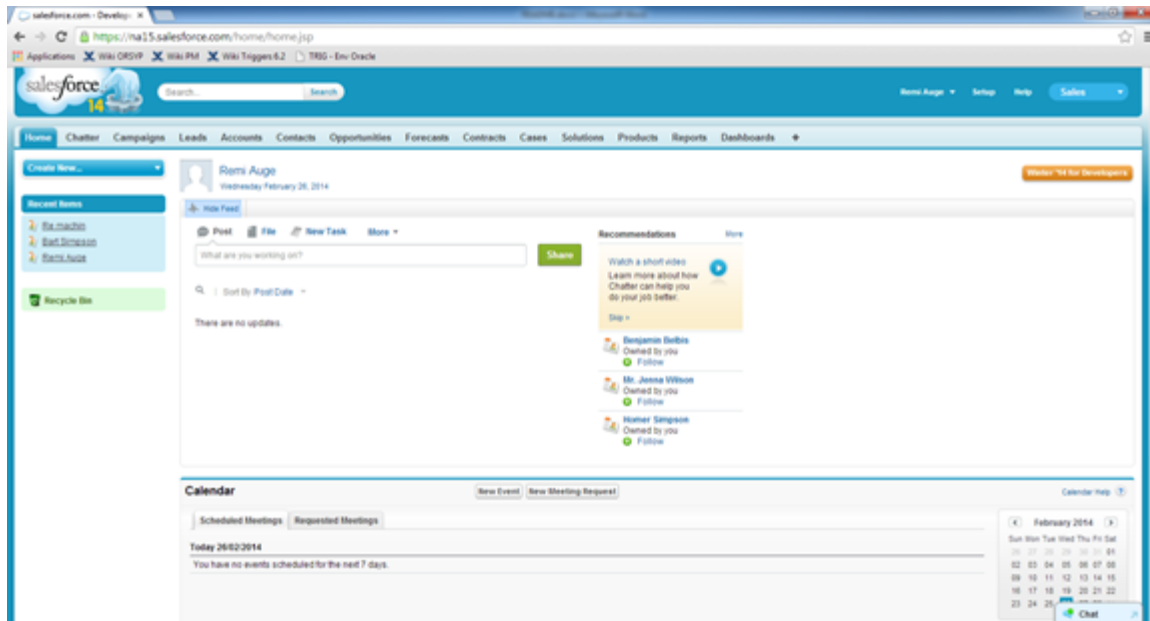 salesforce.com - Develop
https://na15.salesforce.com/home/home.jsp
Applications Wiki ORSYP Wiki PM Wiki Triggers 6.2 TRIG - Env Oracle
salesforce
14
Search... Search
Remi Auge Setup Help Sales
Home Chatter Campaigns Leads Accounts Contacts Opportunities Forecasts Contracts Cases Solutions Products Reports Dashboards +
Create New...
Recent Items
Re machin
Bart Simpson
Remi Auge
Recycle Bin
Remi Auge
Wednesday February 26, 2014
Winter '14 for Developers
Hide Feed
Post File New Task More
What are you working on? Share
Sort By Post Date
There are no updates.
Recommendations More
Watch a short video
Learn more about how
Chatter can help you
do your job better.
Skip >
Benjamin Belbis
Owned by you
Follow
Mr. Jenna Wilson
Owned by you
Follow
Homer Simpson
Owned by you
Follow
Calendar New Event New Meeting Request Calendar Help ?
Scheduled Meetings Requested Meetings
Today 26/02/2014
You have no events scheduled for the next 7 days.
February 2014
Sun Mon Tue Wed Thu Fri Sat
26 27 28 29 30 31 01
02 03 04 05 06 07 08
09 10 11 12 13 14 15
16 17 18 19 20 21 22
23 24 25
Chat